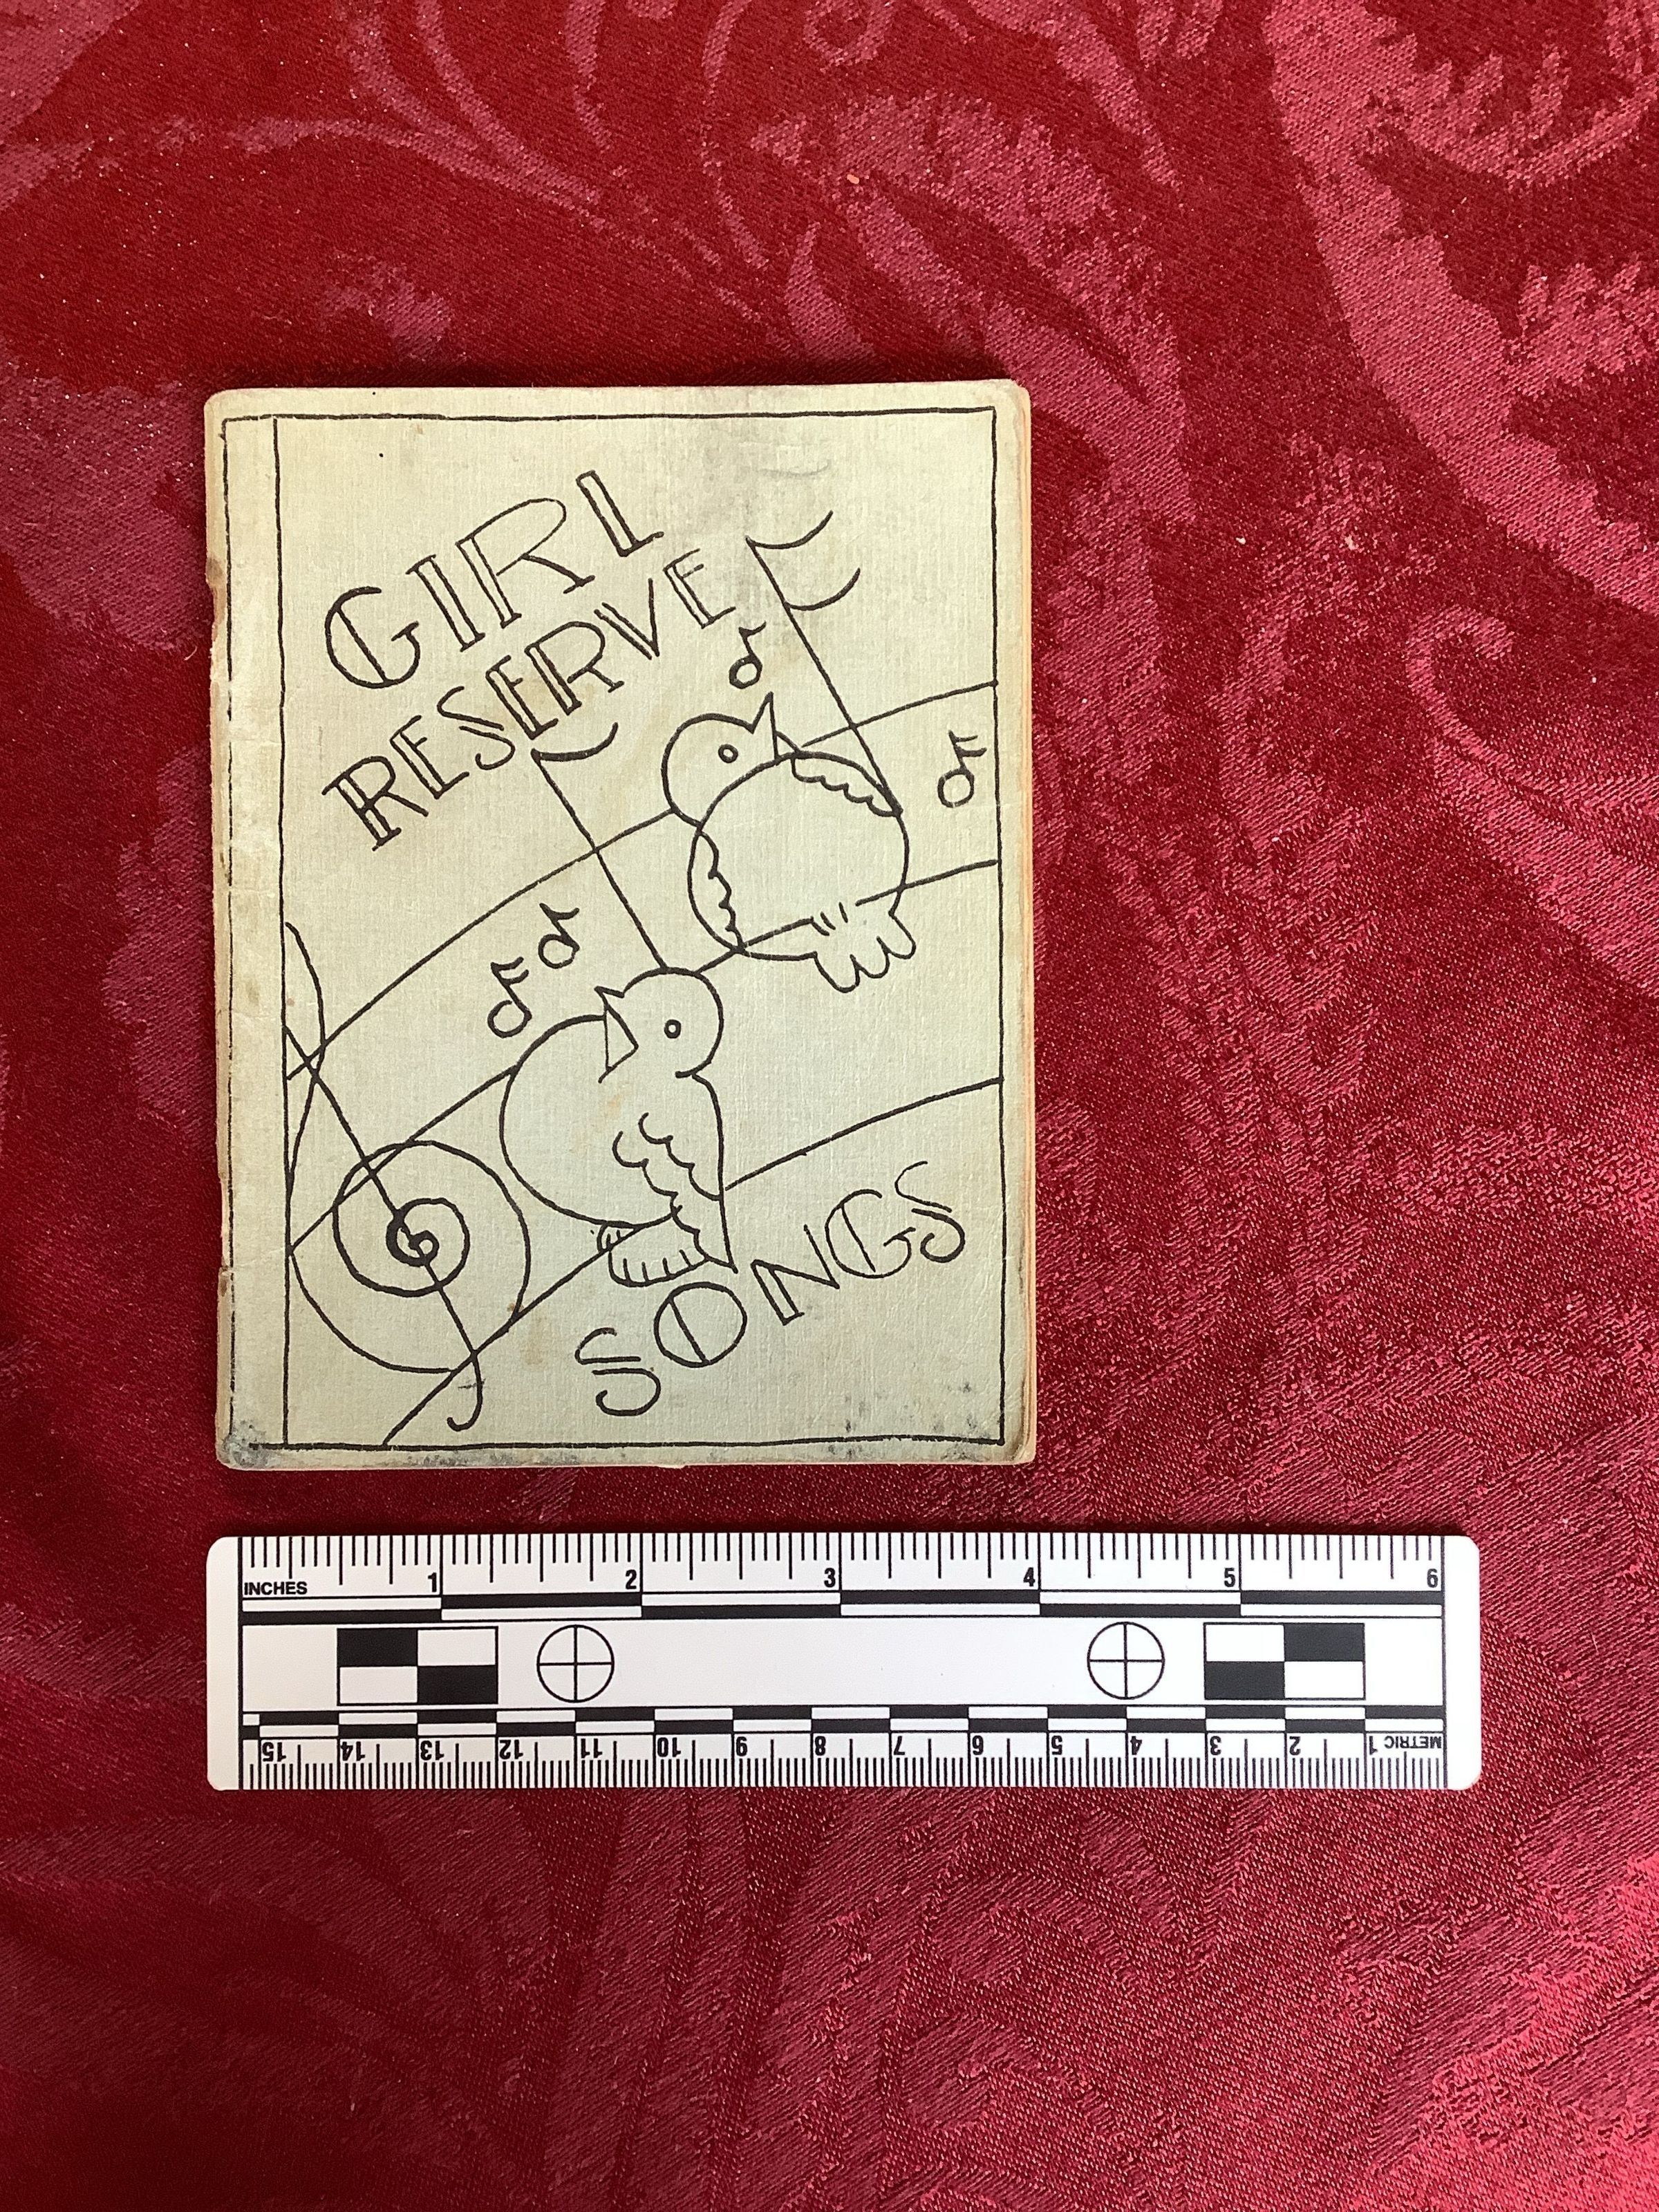 GIRL
RESERVE
SONGS
INCHES 1 2 3 4 5 6
METRIC 1 2 3 4 5 6 7 8 9 10 11 12 13 14 15